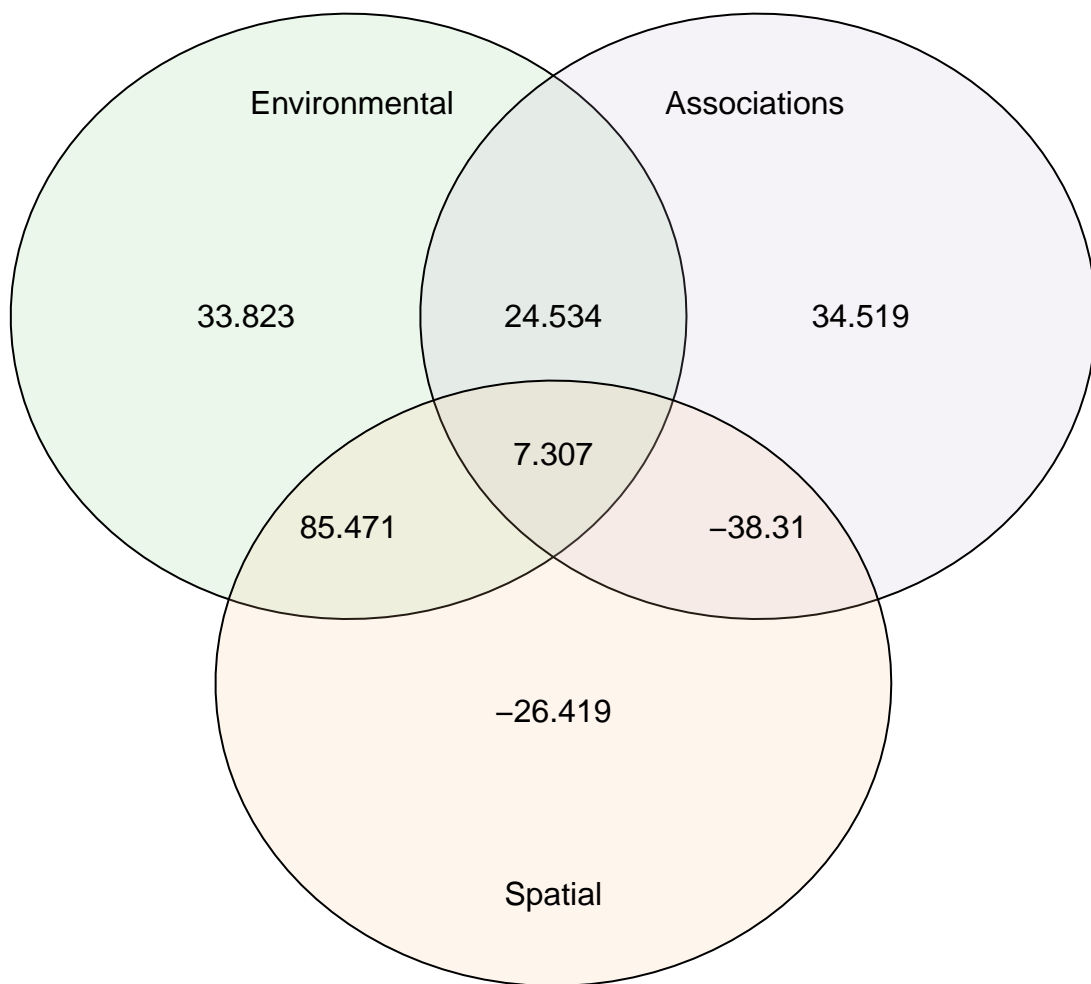 Environmental
Associations
33.823
24.534
34.519
7.307
85.471
−38.31
−26.419
Spatial